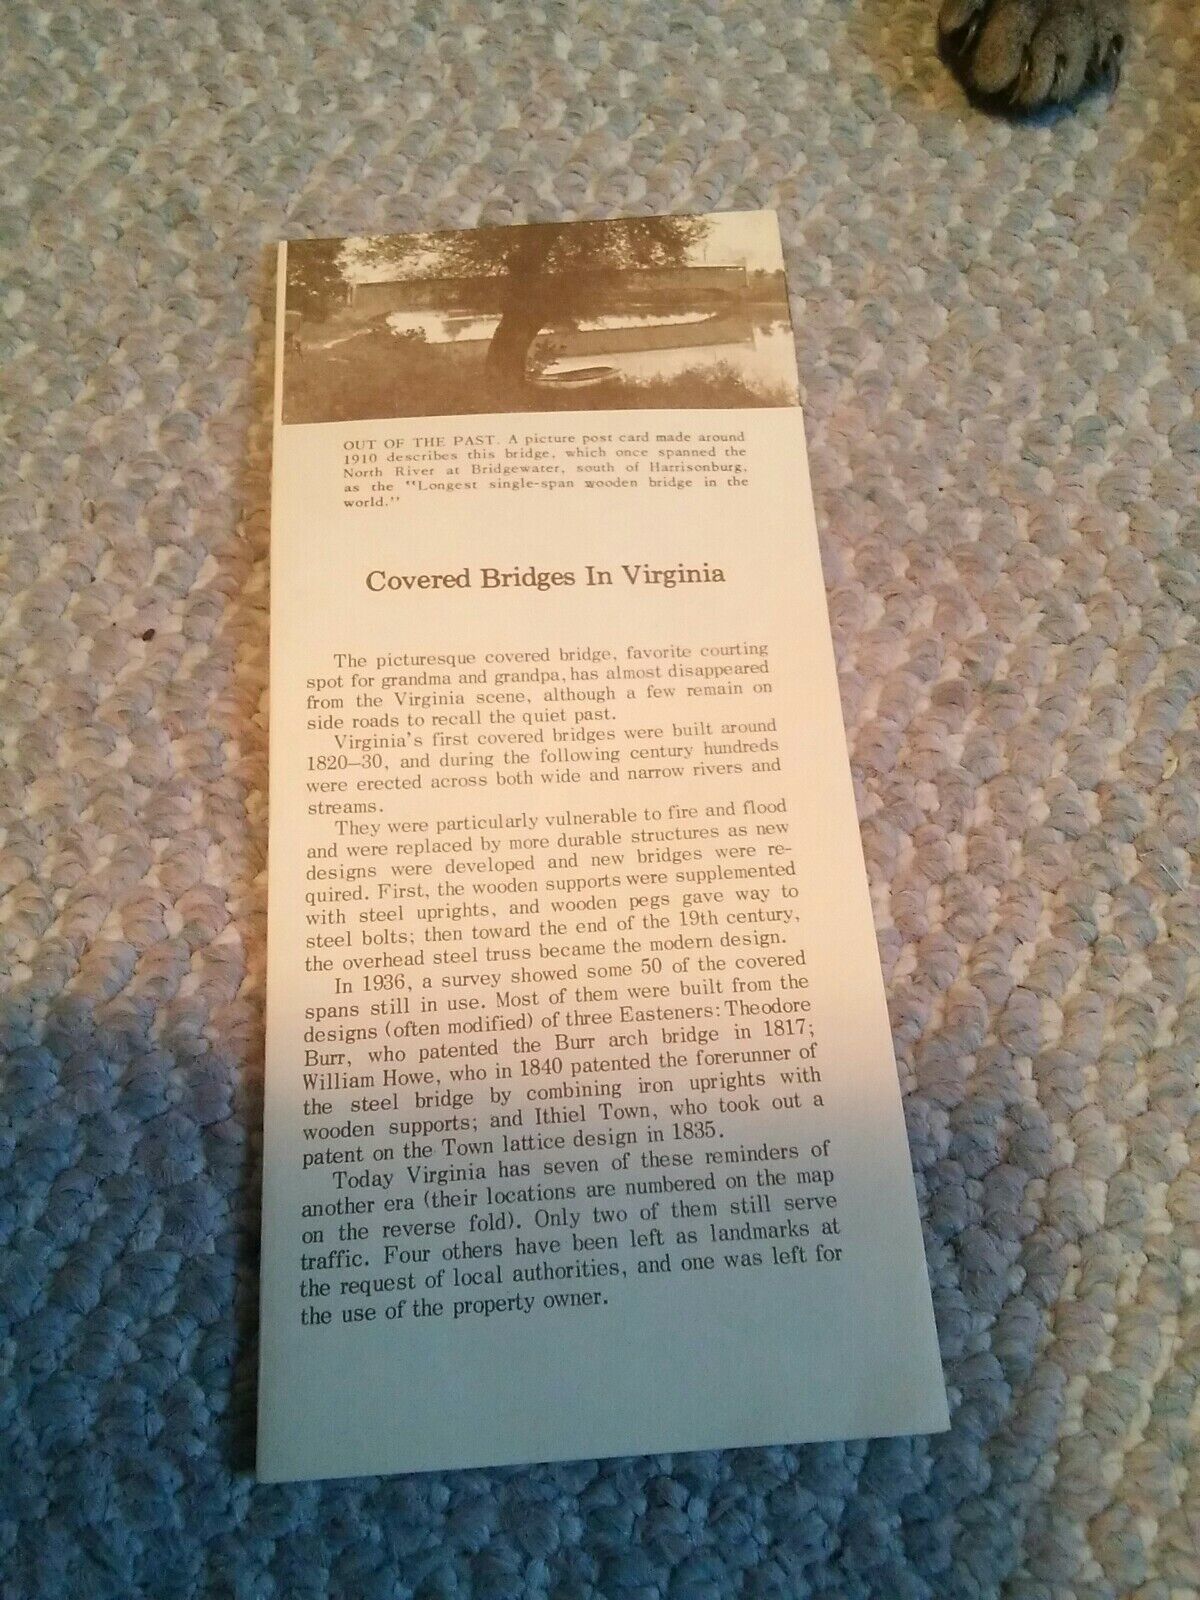 OUT OF THE PAST. A picture post card made around
1910 describes this bridge, which once spanned the
North River at Bridgewater, south of Harrisonburg,
as the "Longest single-span wooden bridge in the
world."
Covered Bridges In Virginia
The picturesque covered bridge, favorite courting
spot for grandma and grandpa, has almost disappeared
from the Virginia scene, although a few remain on
side roads to recall the quiet past.
Virginia's first covered bridges were built around
1820–30, and during the following century hundreds
were erected across both wide and narrow rivers and
streams.
They were particularly vulnerable to fire and flood
and were replaced by more durable structures as new
designs were developed and new bridges were re-
quired. First, the wooden supports were supplemented
with steel uprights, and wooden pegs gave way to
steel bolts; then toward the end of the 19th century,
the overhead steel truss became the modern design.
In 1936, a survey showed some 50 of the covered
spans still in use. Most of them were built from the
designs (often modified) of three Easteners: Theodore
Burr, who patented the Burr arch bridge in 1817;
William Howe, who in 1840 patented the forerunner of
the steel bridge by combining iron uprights with
wooden supports; and Ithiel Town, who took out a
patent on the Town lattice design in 1835.
Today Virginia has seven of these reminders of
another era (their locations are numbered on the map
on the reverse fold). Only two of them still serve
traffic. Four others have been left as landmarks at
the request of local authorities, and one was left for
the use of the property owner.